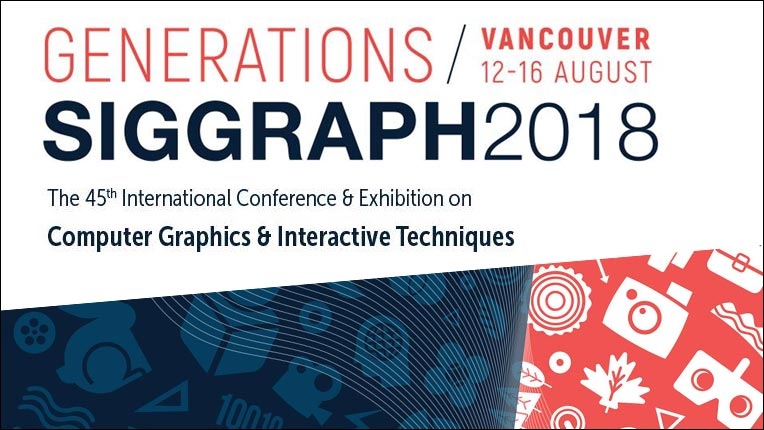 GENERATIONS / VANCOUVER
12-16 AUGUST
SIGGRAPH2018
The 45th International Conference & Exhibition on
Computer Graphics & Interactive Techniques